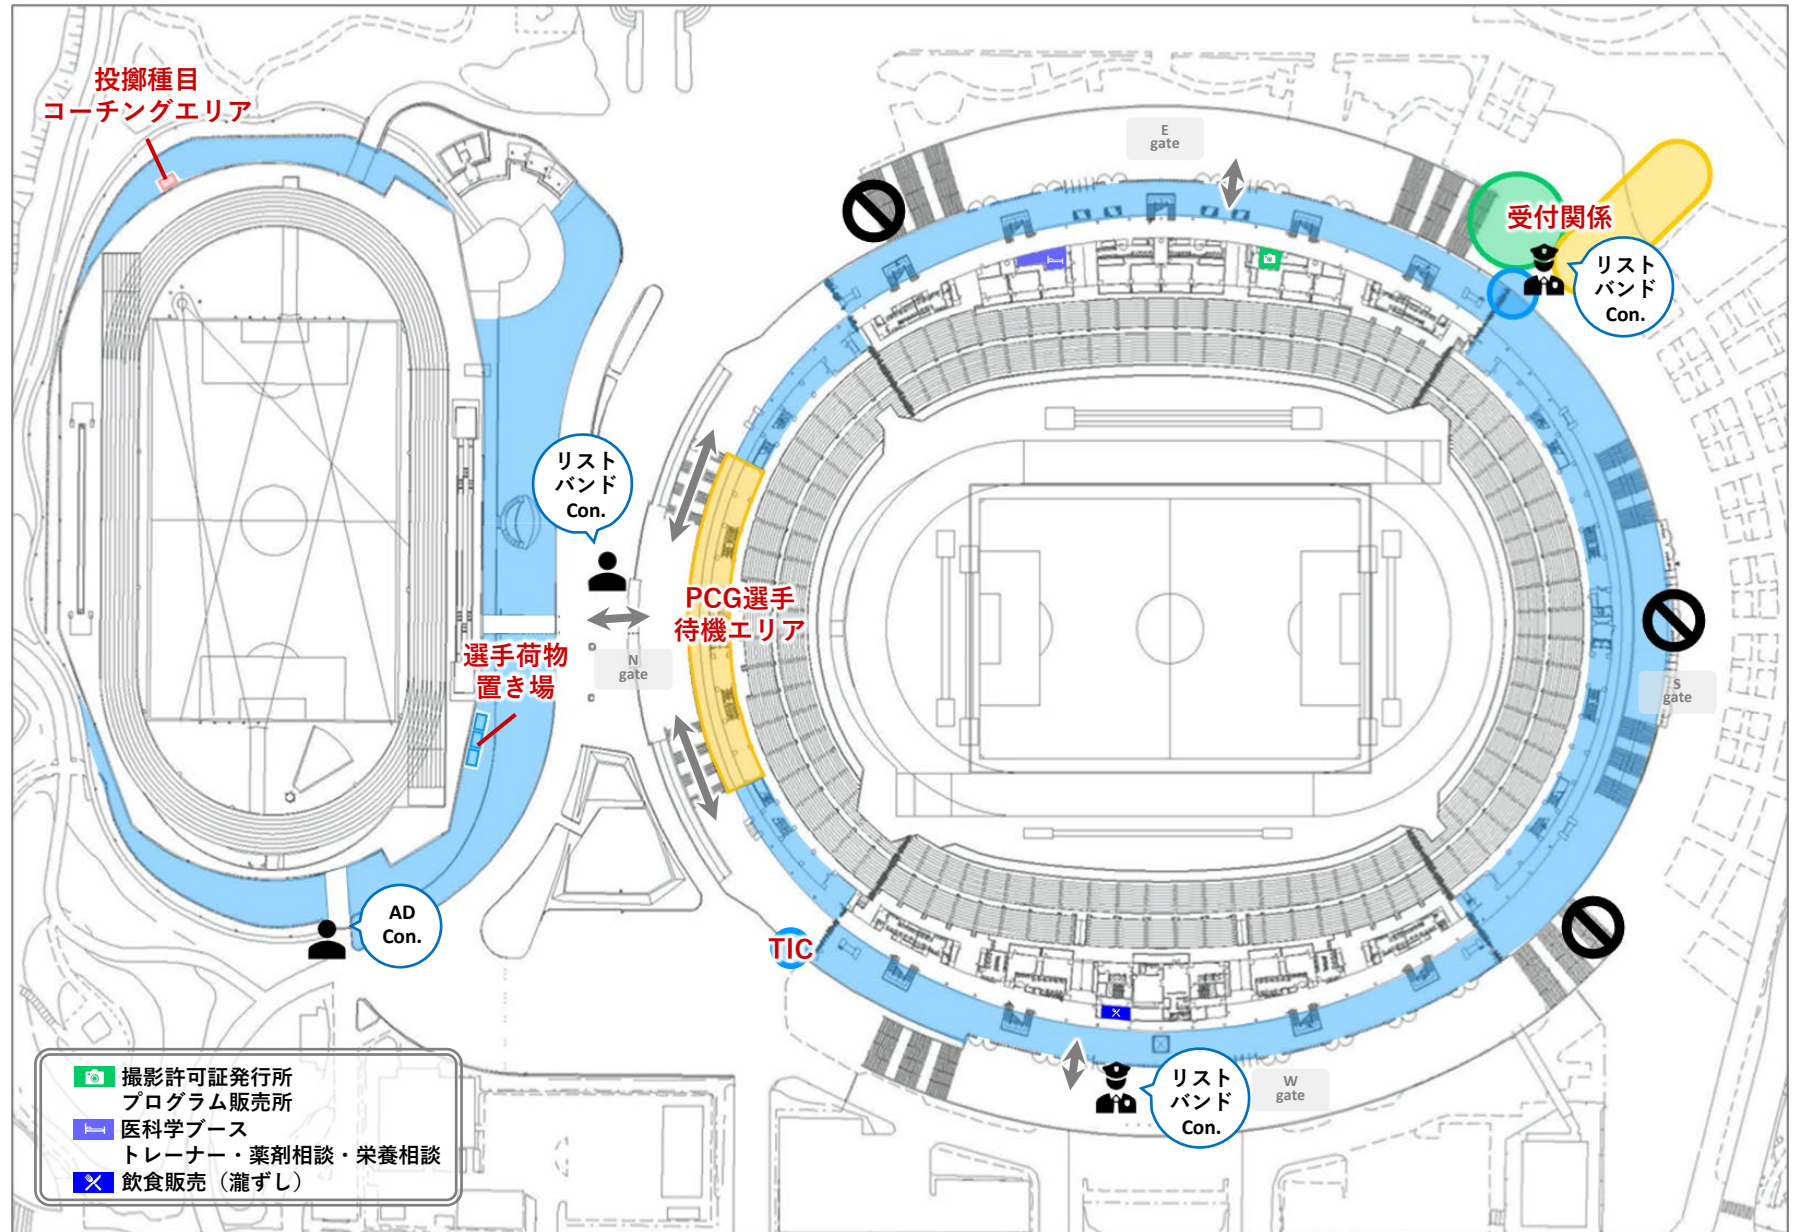 投擲種目
コーチングエリア
E
gate
受付関係
リスト
バンド
Con.
リスト
バンド
Con.
PCG選手
待機エリア
N
gate
選手荷物
置き場
S
gate
AD
Con.
TIC
リスト
バンド
Con.
W
gate
撮影許可証発行所
プログラム販売所
医科学ブース
トレーナー・薬剤相談・栄養相談
飲食販売（瀧ずし）